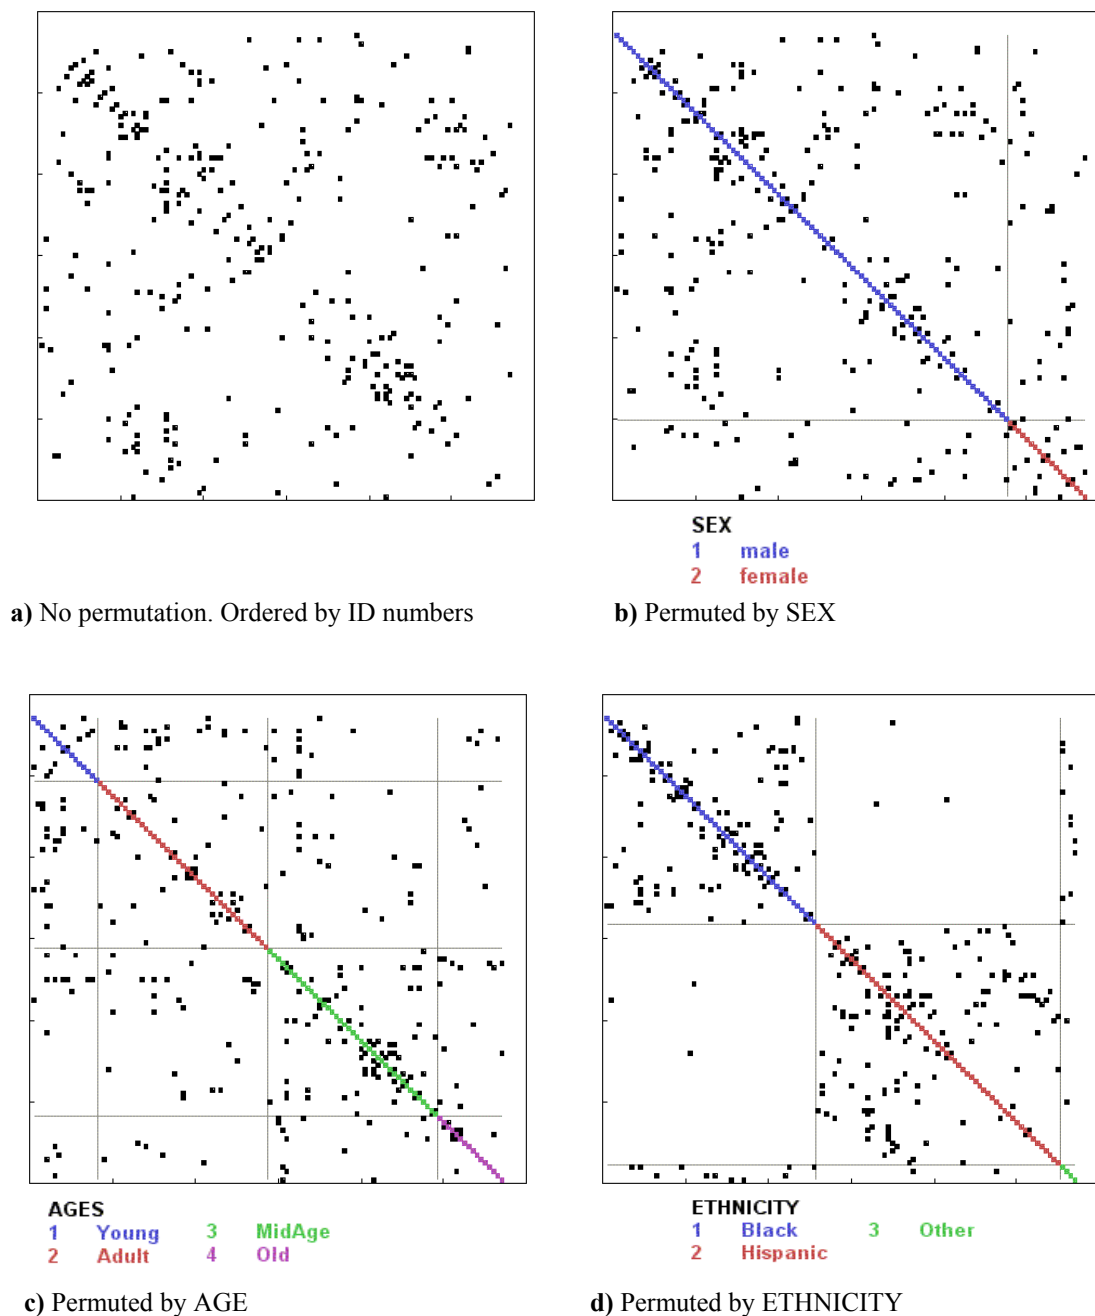 SEX
1 male
2 female
a) No permutation. Ordered by ID numbers
b) Permuted by SEX
AGES
1 Young 3 MidAge
2 Adult 4 Old
ETHNICITY
1 Black 3 Other
2 Hispanic
c) Permuted by AGE
d) Permuted by ETHNICITY